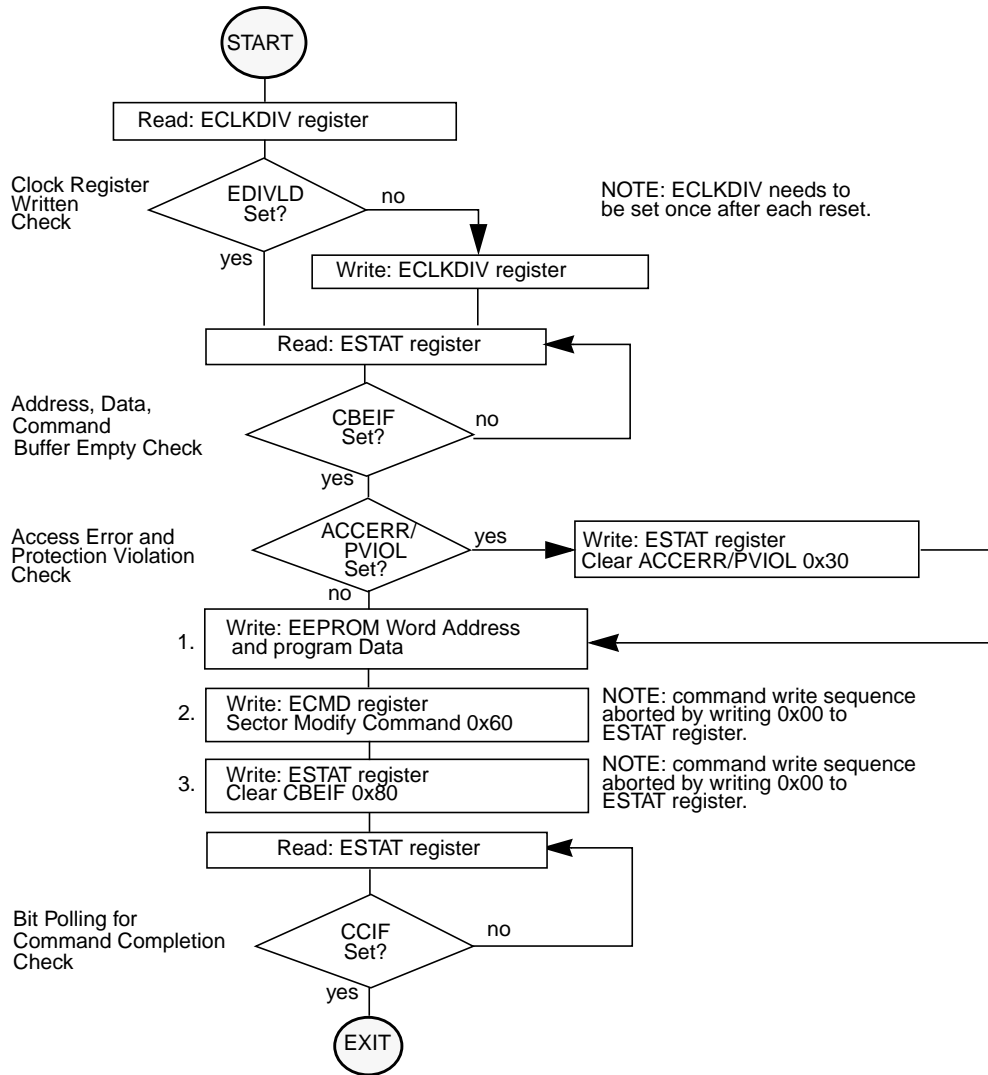 START
Read: ECLKDIV register
Clock Register
Written
Check
EDIVLD
Set?
no
yes
NOTE: ECLKDIV needs to
be set once after each reset.
Write: ECLKDIV register
Read: ESTAT register
Address, Data,
Command
Buffer Empty Check
CBEIF
Set?
no
yes
Access Error and
Protection Violation
Check
ACCERR/
PVIOL
Set?
yes
no
Write: ESTAT register
Clear ACCERR/PVIOL 0x30
1.
Write: EEPROM Word Address
and program Data
2.
Write: ECMD register
Sector Modify Command 0x60
NOTE: command write sequence
aborted by writing 0x00 to
ESTAT register.
3.
Write: ESTAT register
Clear CBEIF 0x80
NOTE: command write sequence
aborted by writing 0x00 to
ESTAT register.
Read: ESTAT register
Bit Polling for
Command Completion
Check
CCIF
Set?
no
yes
EXIT